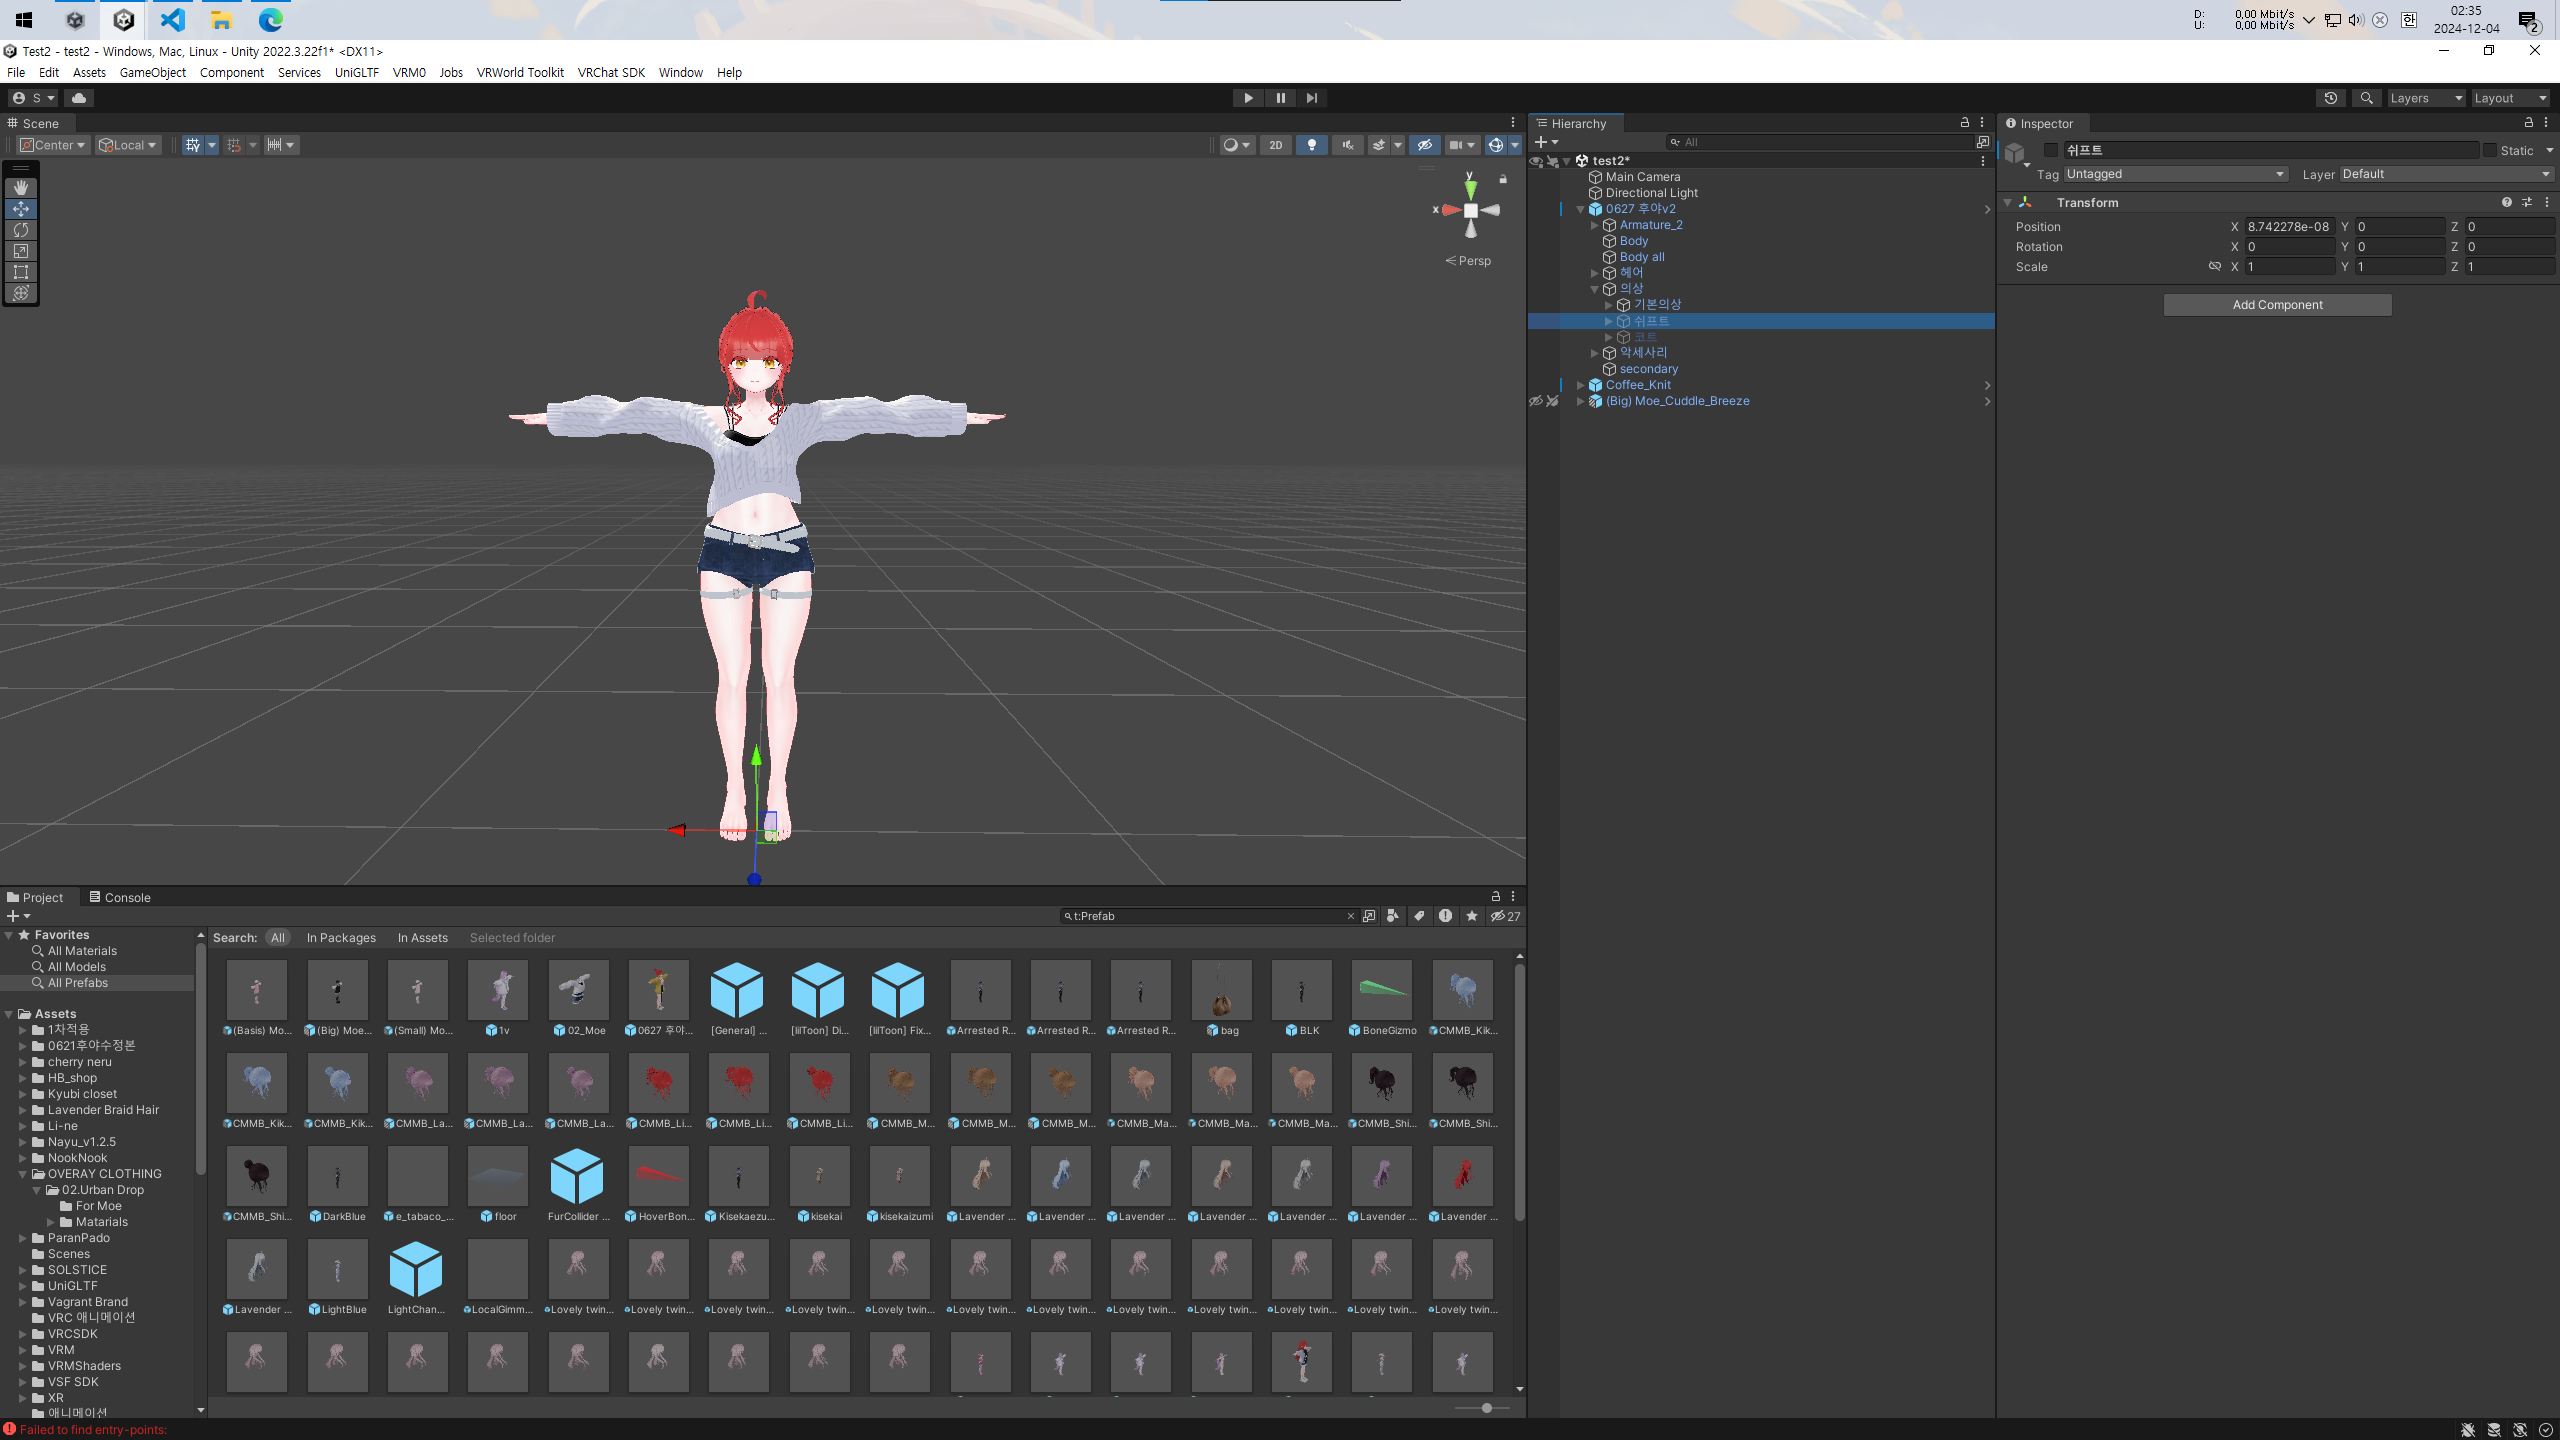 D: 0,00 Mbit/s
U: 0,00 Mbit/s
한
02:35
2024-12-04
2
Test2 - test2 - Windows, Mac, Linux - Unity 2022.3.22f1* <DX11>
File Edit Assets GameObject Component Services UniGLTF VRM0 Jobs VRWorld Toolkit VRChat SDK Window Help
S
Layers
Layout
Scene
Center
Local
2D
y
x
Persp
Hierarchy
All
test2*
Main Camera
Directional Light
0627 후야v2
Armature_2
Body
Body all
헤어
의상
기본의상
쉬프트
코트
악세사리
secondary
Coffee_Knit
(Big) Moe_Cuddle_Breeze
Inspector
쉬프트
Static
Tag Untagged
Layer Default
Transform
Position X 8.742278e-08 Y 0 Z 0
Rotation X 0 Y 0 Z 0
Scale X 1 Y 1 Z 1
Add Component
Project
Console
t:Prefab
27
Favorites
All Materials
All Models
All Prefabs
Assets
1차적용
0621후야수정본
cherry neru
HB_shop
Kyubi closet
Lavender Braid Hair
Li-ne
Nayu_v1.2.5
NookNook
OVERAY CLOTHING
02.Urban Drop
For Moe
Matarials
ParanPado
Scenes
SOLSTICE
UniGLTF
Vagrant Brand
VRC 애니메이션
VRCSDK
VRM
VRMShaders
VSF SDK
XR
애니메이션
Search: All In Packages In Assets Selected folder
(Basis) Mo... (Big) Moe... (Small) Mo... 1v 02_Moe 0627 후야... [General] ... [lilToon] Di... [lilToon] Fix... Arrested R... Arrested R... Arrested R... bag BLK BoneGizmo CMMB_Kik...
CMMB_Kik... CMMB_Kik... CMMB_La... CMMB_La... CMMB_La... CMMB_Li... CMMB_Li... CMMB_Li... CMMB_M... CMMB_M... CMMB_M... CMMB_Ma... CMMB_Ma... CMMB_Ma... CMMB_Shi... CMMB_Shi...
CMMB_Shi... DarkBlue e_tabaco_... floor FurCollider ... HoverBon... Kisekaezu... kisekai kisekaizumi Lavender ... Lavender ... Lavender ... Lavender ... Lavender ... Lavender ... Lavender ...
Lavender ... LightBlue LightChan... LocalGimm... Lovely twin... Lovely twin... Lovely twin... Lovely twin... Lovely twin... Lovely twin... Lovely twin... Lovely twin... Lovely twin... Lovely twin... Lovely twin... Lovely twin...
Failed to find entry-points: